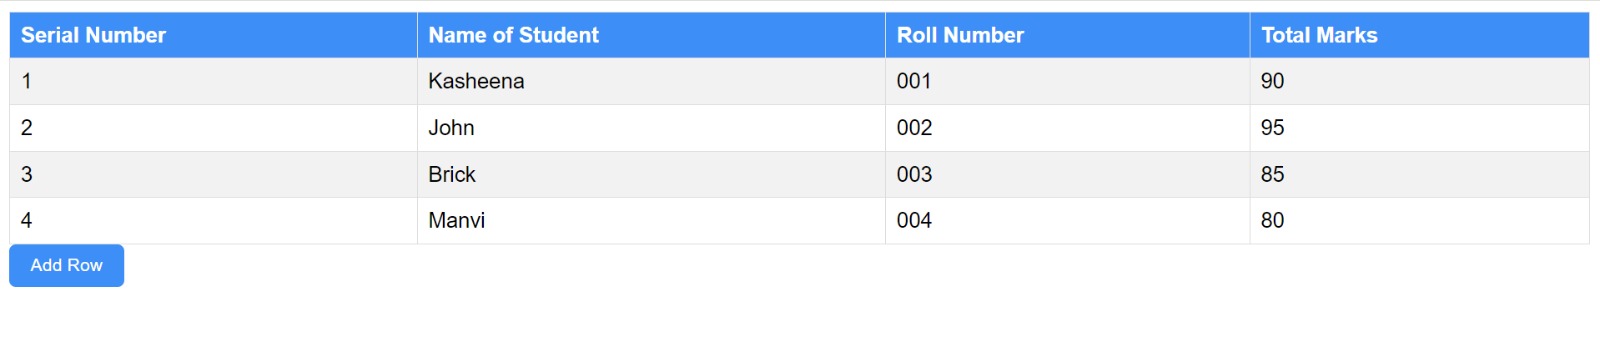 Serial Number Name of Student Roll Number Total Marks
1 Kasheena 001 90
2 John 002 95
3 Brick 003 85
4 Manvi 004 80
Add Row